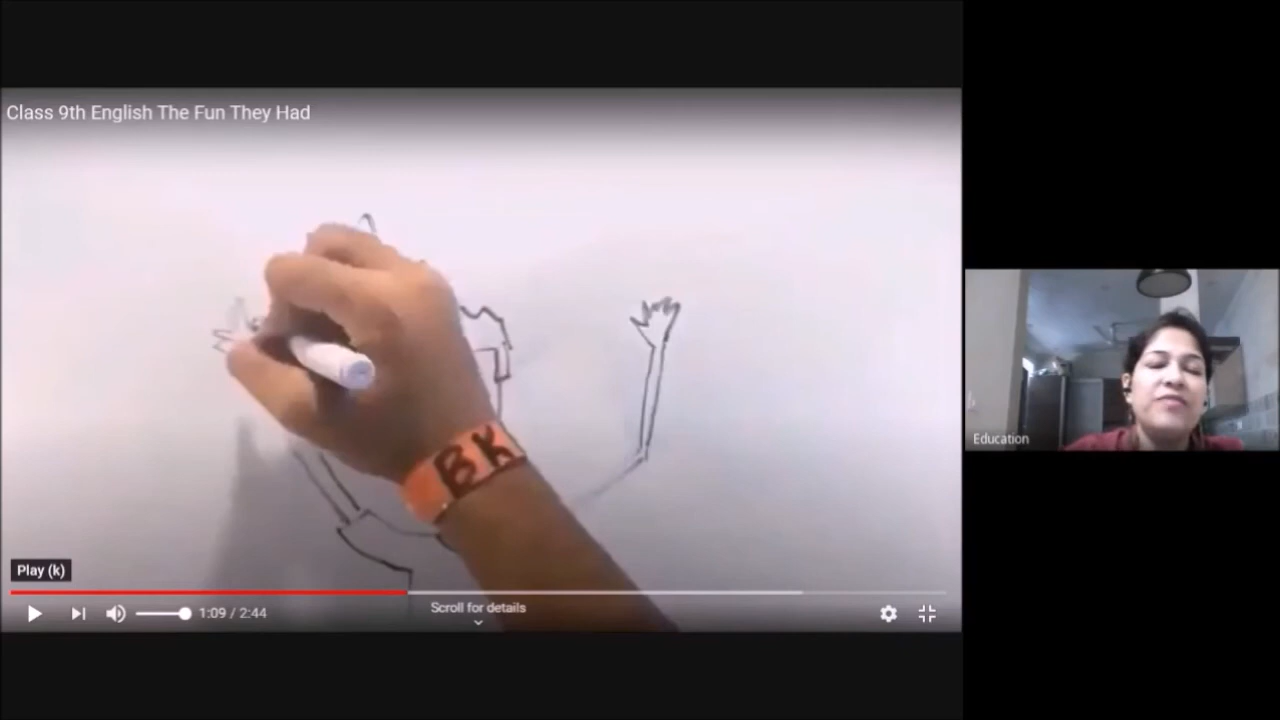 Class 9th English The Fun They Had
BK
Education
Play (k)
1:09 / 2:44
Scroll for details